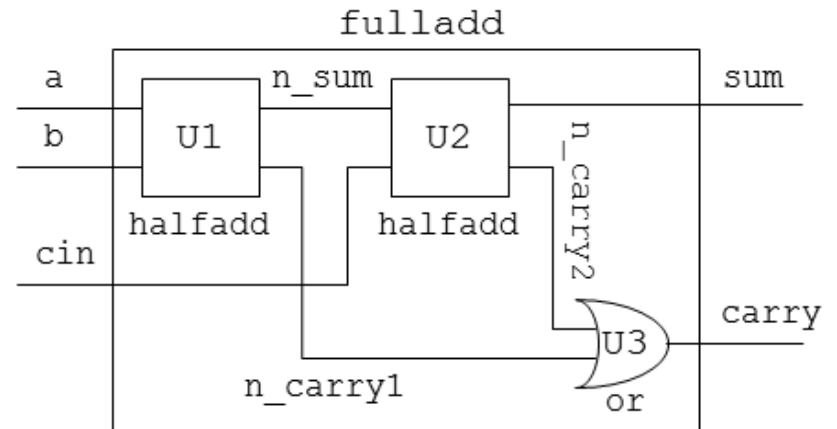 fulladd
a
n_sum
sum
b
U1
U2
n_carry2
halfadd
halfadd
cin
carry
U3
n_carry1
or